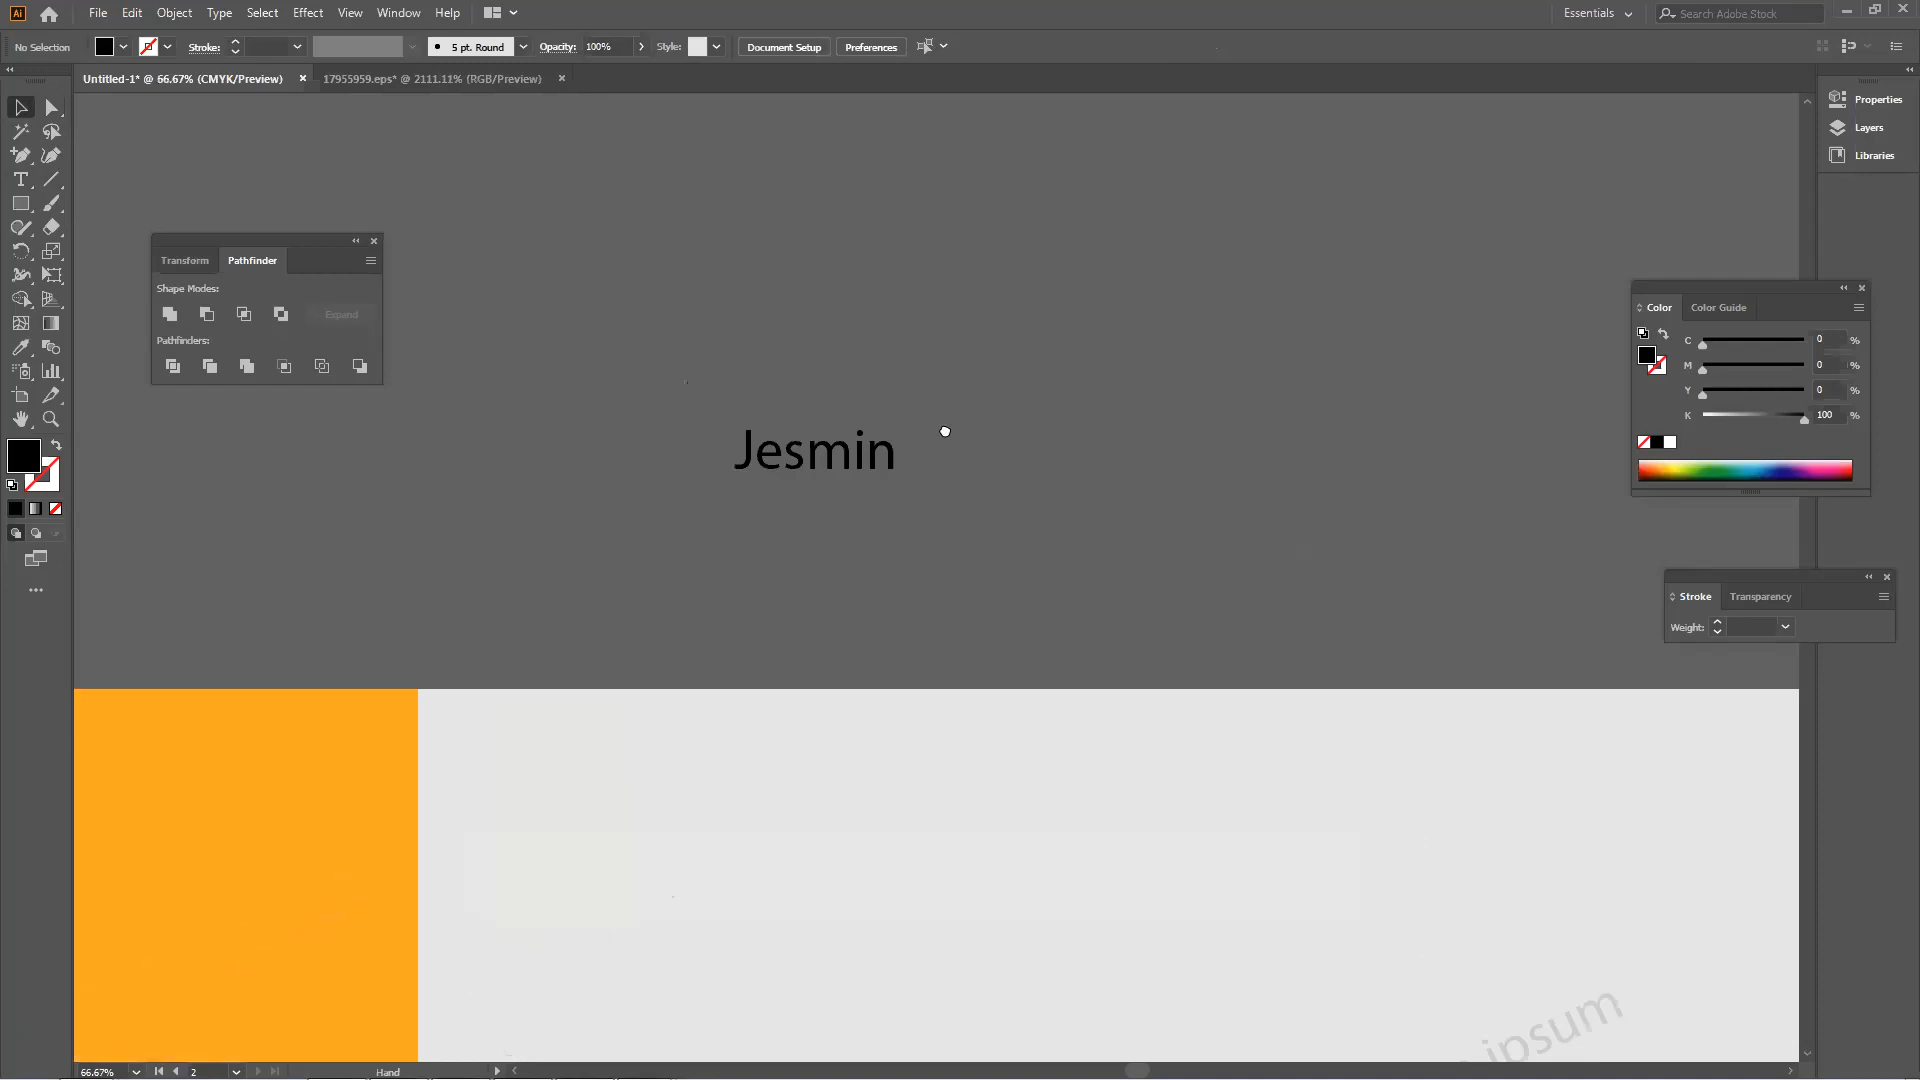 Ai File Edit Object Type Select Effect View Window Help Essentials Search Adobe Stock
No Selection Stroke: 5 pt. Round Opacity: 100% Style: Document Setup Preferences
Untitled-1* @ 66.67% (CMYK/Preview) × 17955959.eps* @ 2111.11% (RGB/Preview) ×
Properties
Layers
Libraries
Transform Pathfinder
Shape Modes:
Expand
Pathfinders:
Color Color Guide
C 0 %
M 0 %
Y 0 %
K 100 %
Jesmin
Stroke Transparency
Weight:
ipsum
66.67% 2 Hand